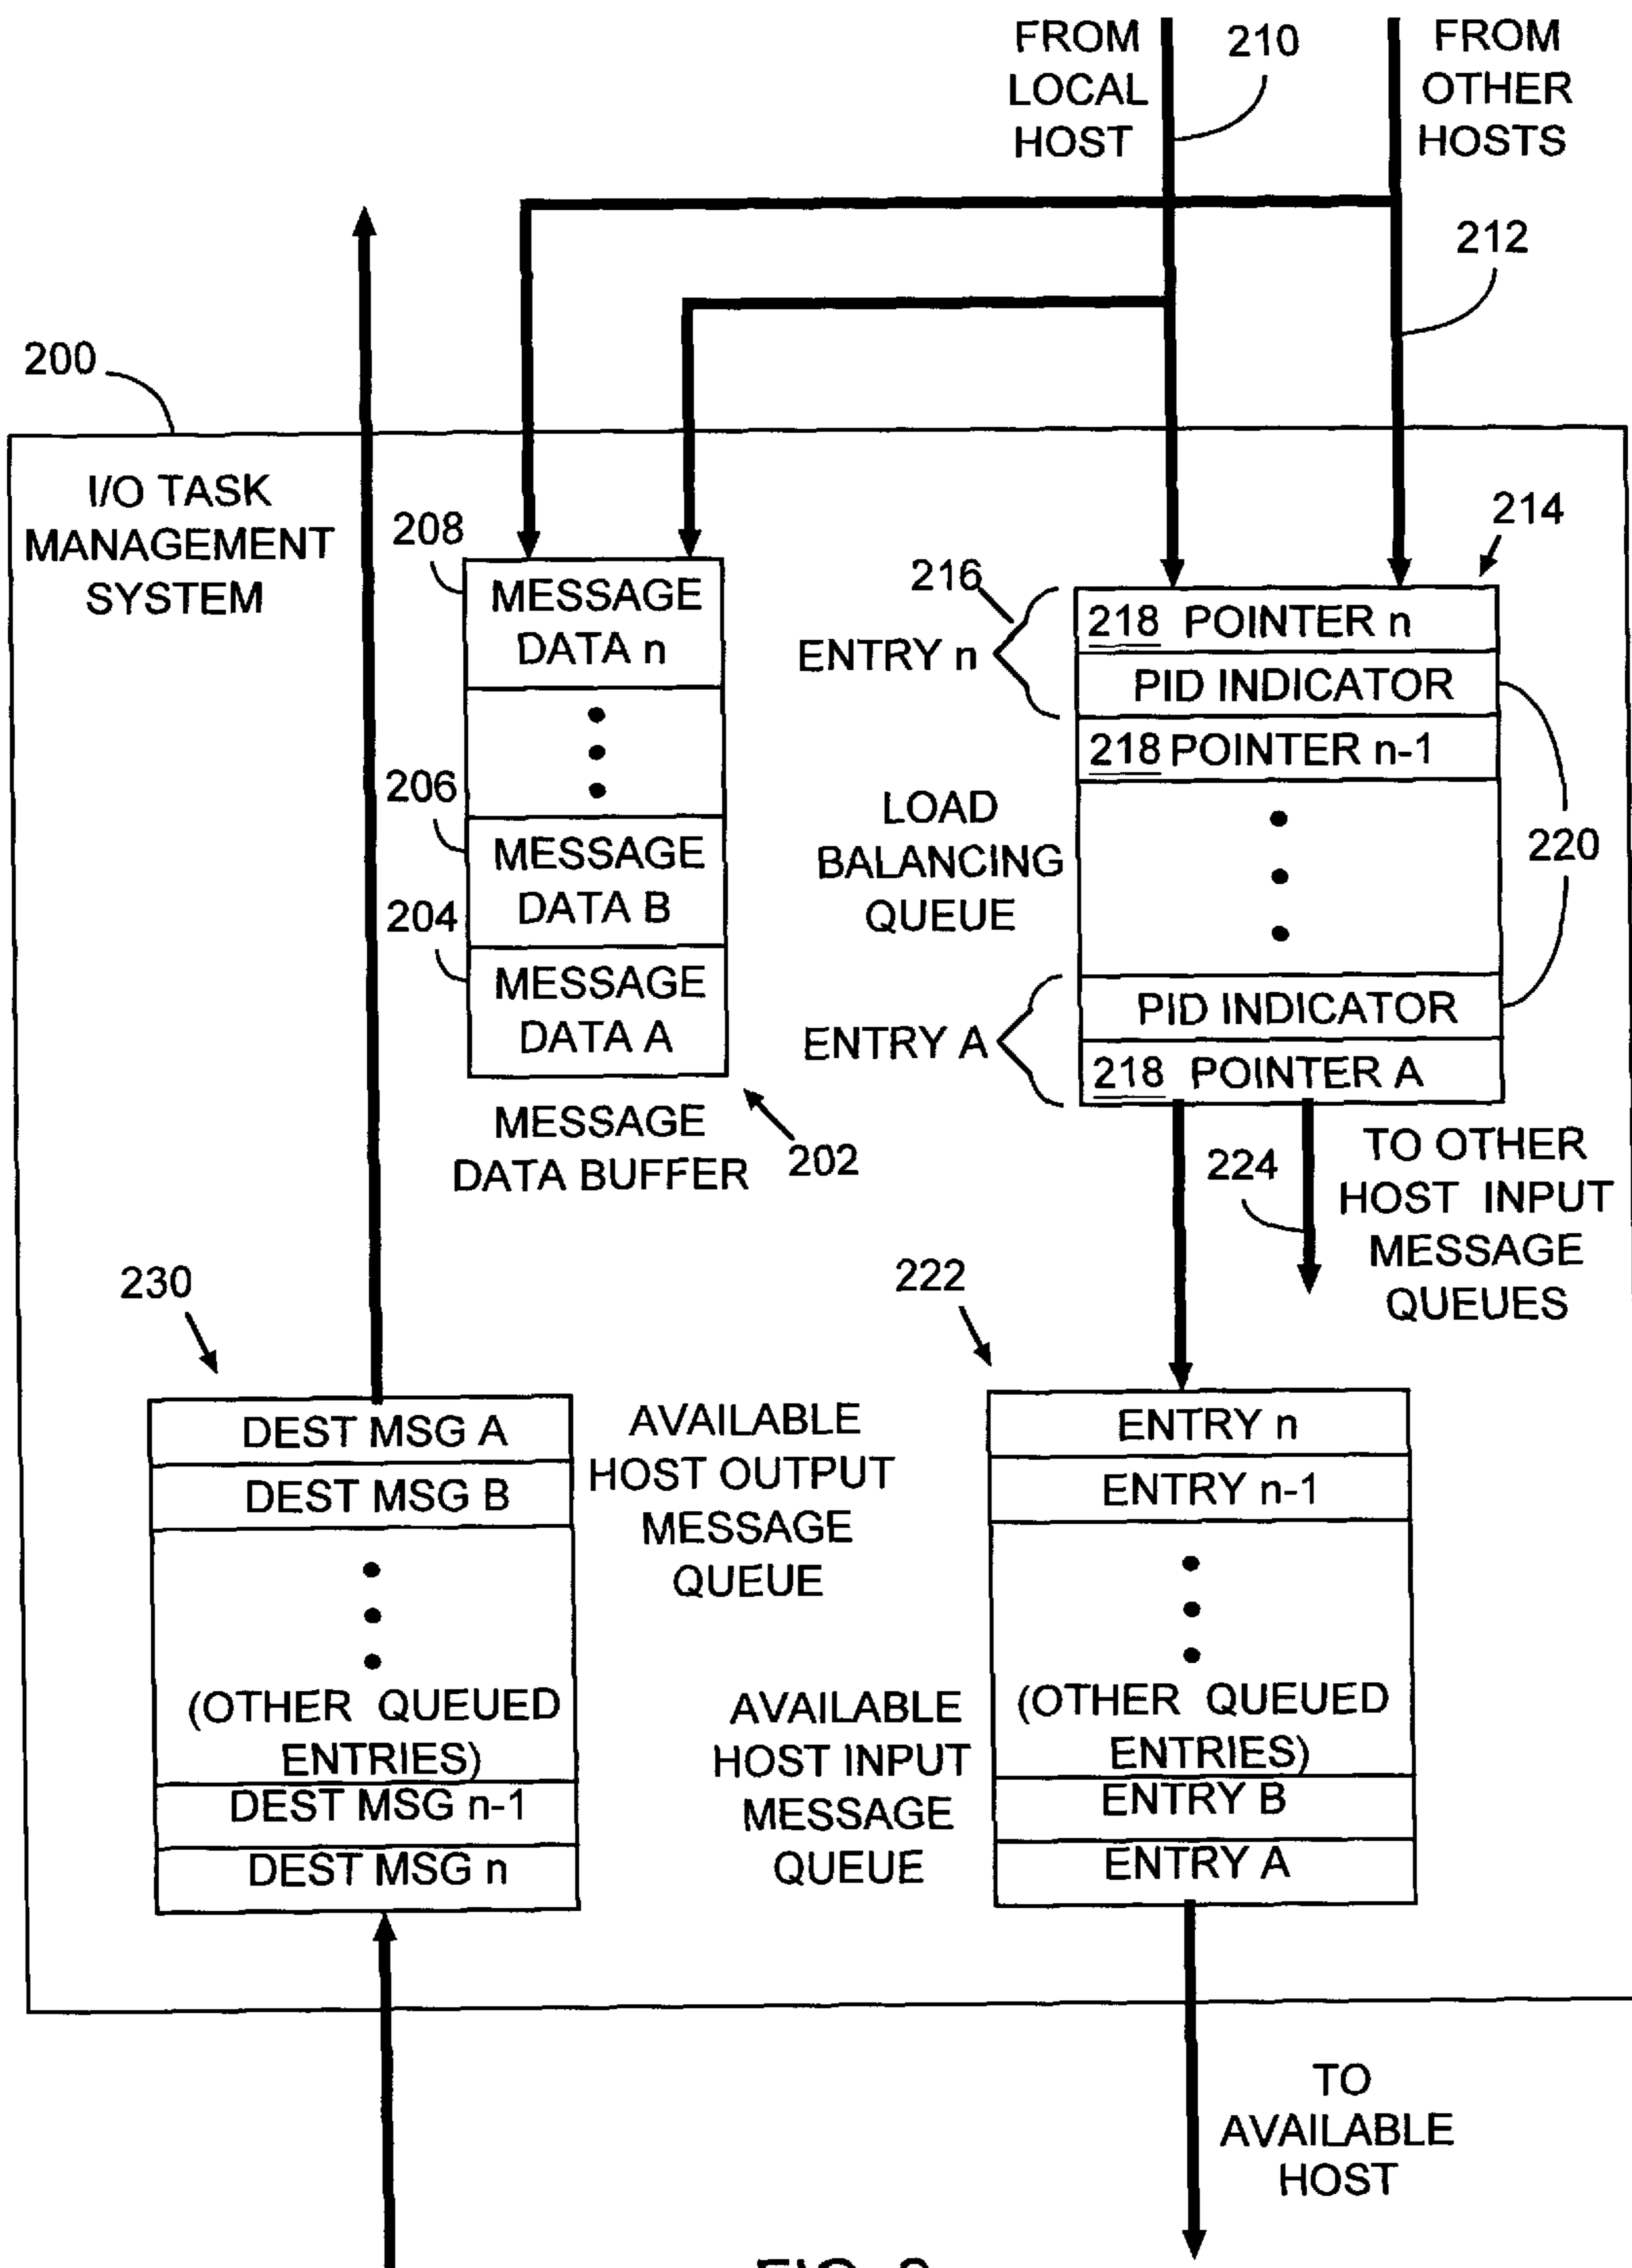 FROM
LOCAL
HOST
210
FROM
OTHER
HOSTS
212
200
I/O TASK
MANAGEMENT
SYSTEM
208
MESSAGE
DATA n
206
MESSAGE
DATA B
204
MESSAGE
DATA A
MESSAGE
DATA BUFFER
202
214
216
ENTRY n
218 POINTER n
PID INDICATOR
218 POINTER n-1
LOAD
BALANCING
QUEUE
220
ENTRY A
PID INDICATOR
218 POINTER A
224
TO OTHER
HOST INPUT
MESSAGE
QUEUES
230
DEST MSG A
DEST MSG B
(OTHER QUEUED
ENTRIES)
DEST MSG n-1
DEST MSG n
AVAILABLE
HOST OUTPUT
MESSAGE
QUEUE
222
ENTRY n
ENTRY n-1
(OTHER QUEUED
ENTRIES)
ENTRY B
ENTRY A
AVAILABLE
HOST INPUT
MESSAGE
QUEUE
TO
AVAILABLE
HOST